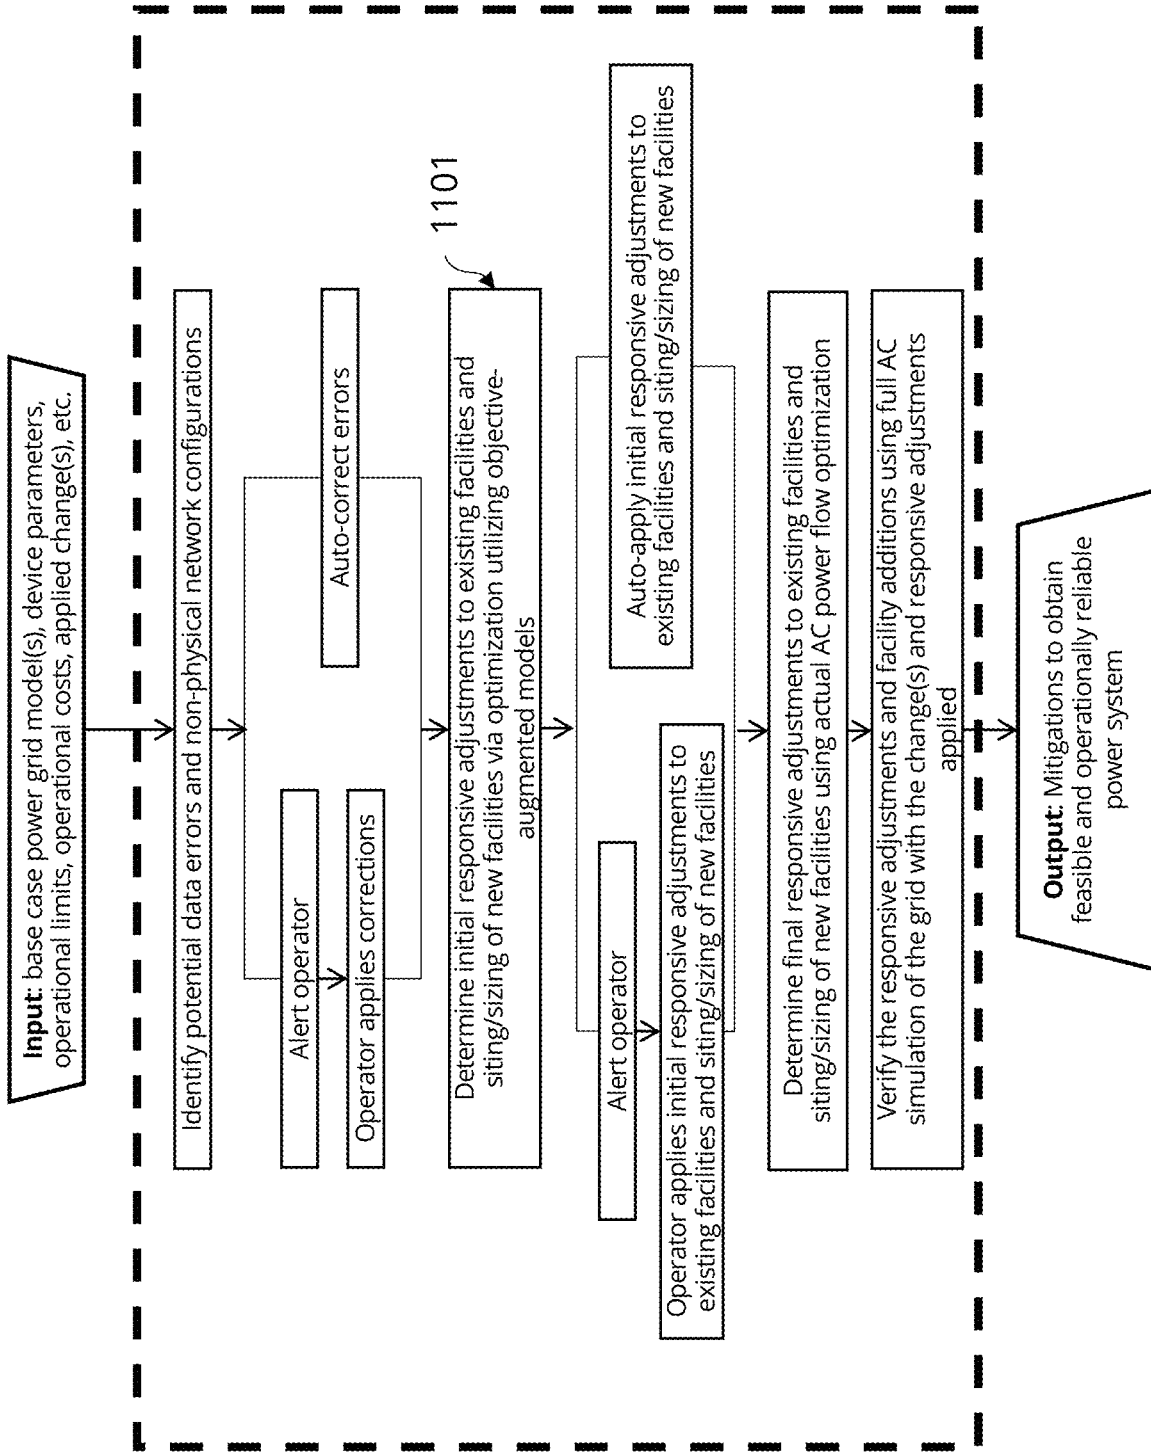 Input: base case power grid model(s), device parameters,
operational limits, operational costs, applied change(s), etc.
Identify potential data errors and non-physical network configurations
Alert operator
Operator applies corrections
Auto-correct errors
Determine initial responsive adjustments to existing facilities and
siting/sizing of new facilities via optimization utilizing objective-
augmented models
1101
Alert operator
Operator applies initial responsive adjustments to
existing facilities and siting/sizing of new facilities
Auto-apply initial responsive adjustments to
existing facilities and siting/sizing of new facilities
Determine final responsive adjustments to existing facilities and
siting/sizing of new facilities using actual AC power flow optimization
Verify the responsive adjustments and facility additions using full AC
simulation of the grid with the change(s) and responsive adjustments
applied
Output: Mitigations to obtain
feasible and operationally reliable
power system